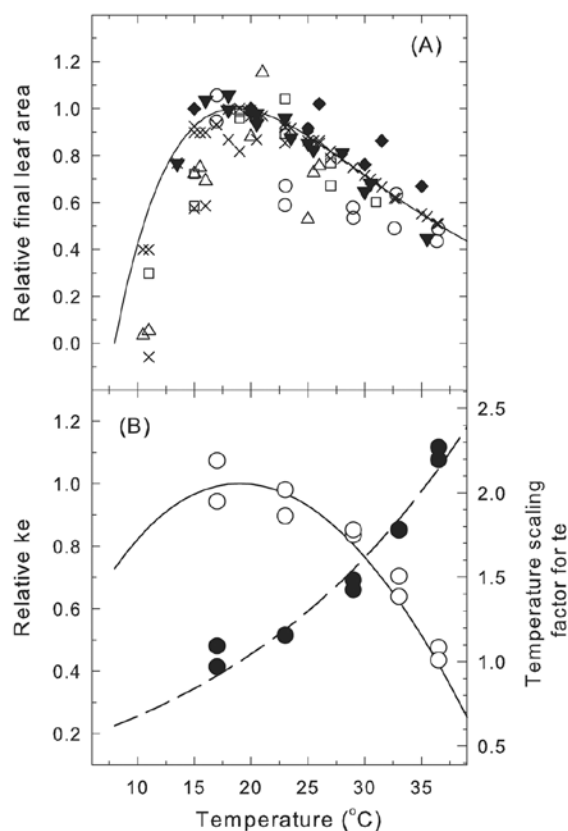 (A)
Relative final leaf area
1.2
1.0
0.8
0.6
0.4
0.2
0.0
(B)
Relative ke
1.2
1.0
0.8
0.6
0.4
0.2
2.5
2.0
1.5
1.0
0.5
Temperature scaling
factor for te
10 15 20 25 30 35
Temperature (°C)